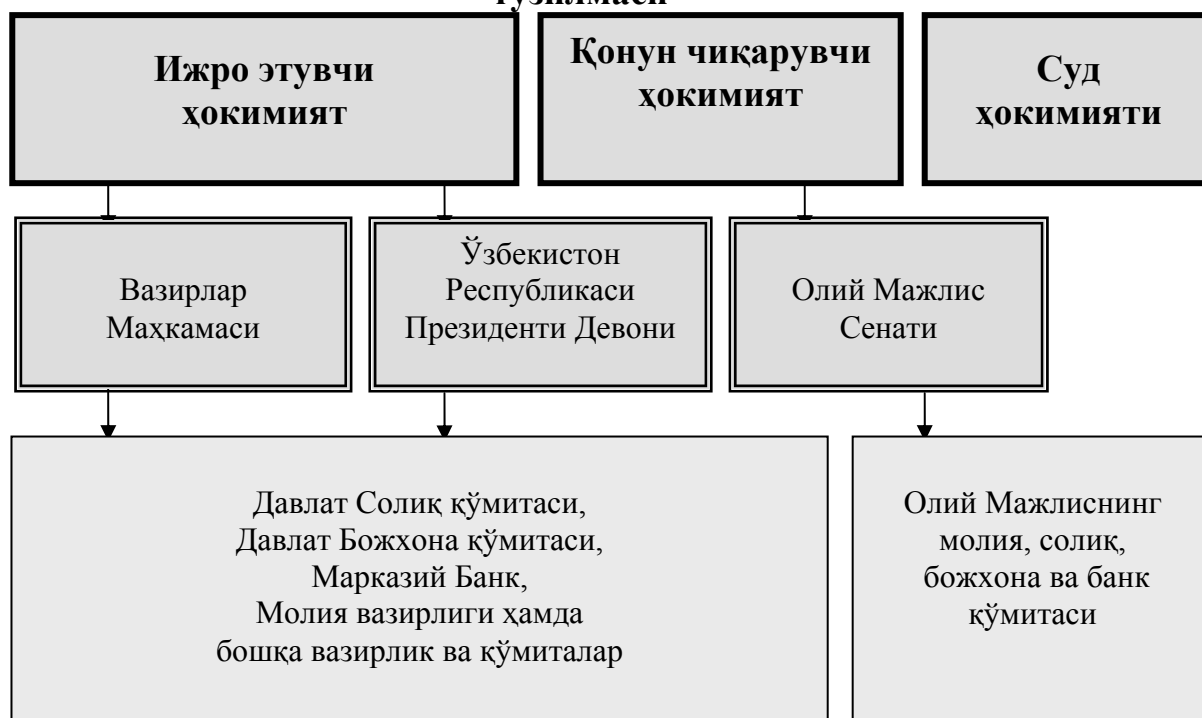 тузилмаси
Ижро этувчи
ҳокимият
Қонун чиқарувчи
ҳокимият
Суд
ҳокимияти
Вазирлар
Маҳкамаси
Ўзбекистон
Республикаси
Президенти Девони
Олий Мажлис
Сенати
Давлат Солиқ қўмитаси,
Давлат Божхона қўмитаси,
Марказий Банк,
Молия вазирлиги ҳамда
бошқа вазирлик ва қўмиталар
Олий Мажлиснинг
молия, солиқ,
божхона ва банк
қўмитаси